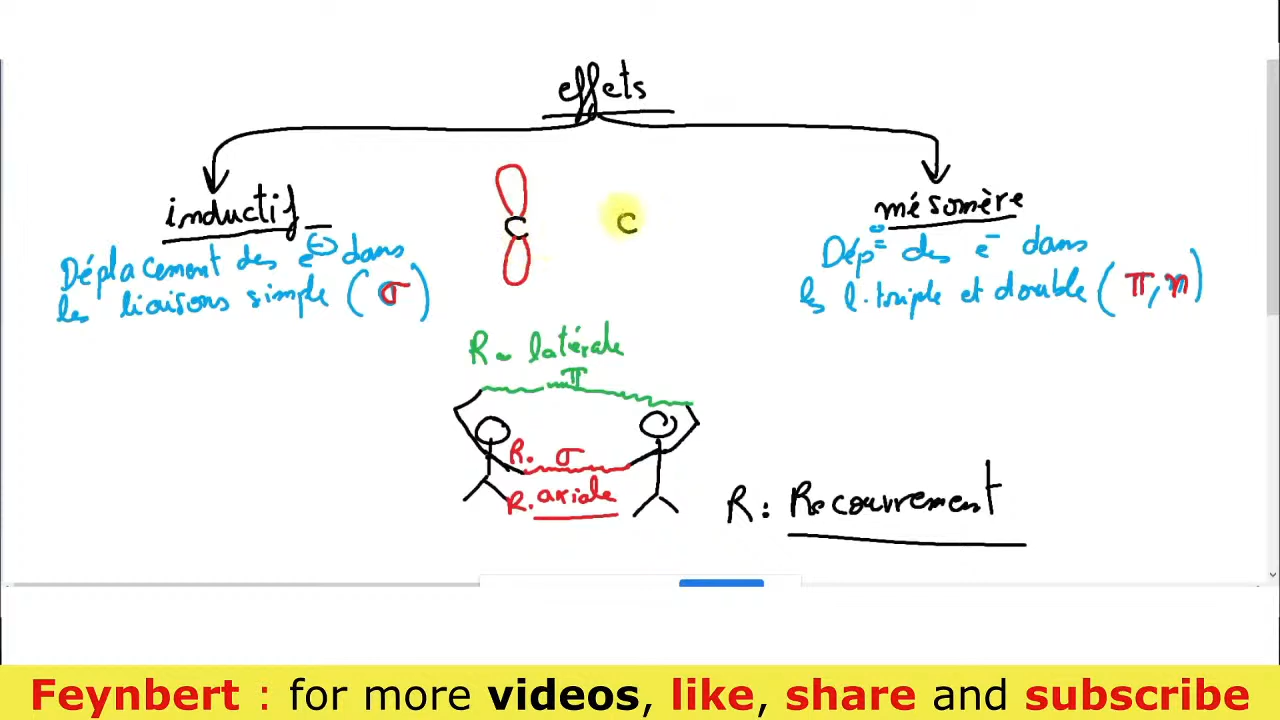 effets
inductif
mésomère
Déplacement des e⊖ dans
les liaisons simple (σ)
Dép= des e⁻ dans
les l. triple et double (π, n)
C
C
R. latérale
π
R. σ
R. axiale
R : Recouvrement
Feynbert : for more videos, like, share and subscribe